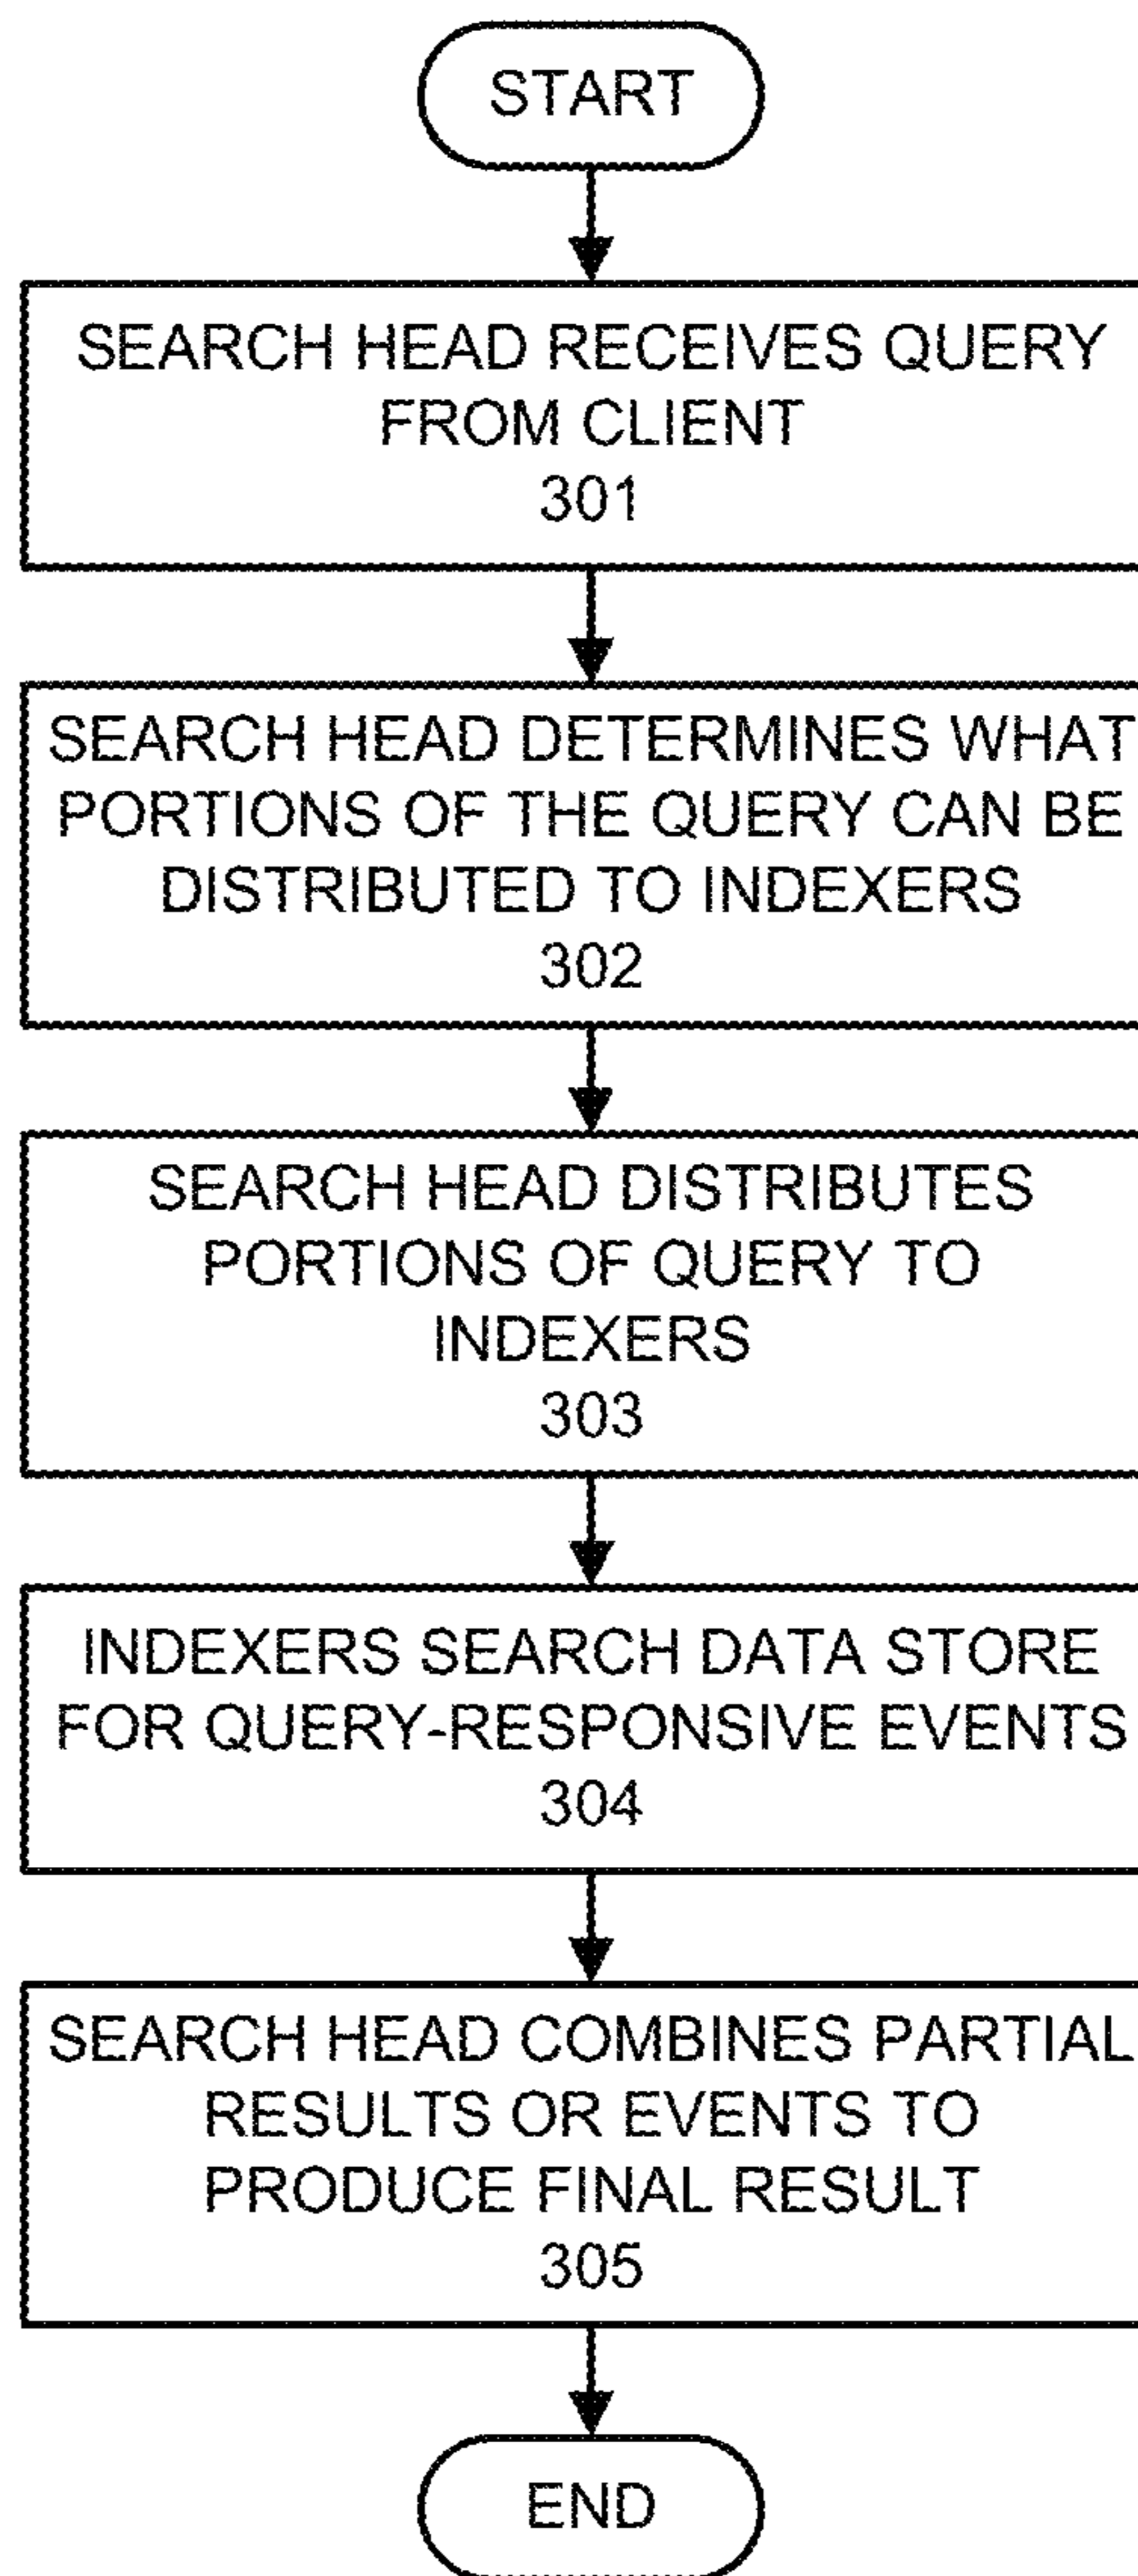 START
SEARCH HEAD RECEIVES QUERY
FROM CLIENT
301
SEARCH HEAD DETERMINES WHAT
PORTIONS OF THE QUERY CAN BE
DISTRIBUTED TO INDEXERS
302
SEARCH HEAD DISTRIBUTES
PORTIONS OF QUERY TO
INDEXERS
303
INDEXERS SEARCH DATA STORE
FOR QUERY-RESPONSIVE EVENTS
304
SEARCH HEAD COMBINES PARTIAL
RESULTS OR EVENTS TO
PRODUCE FINAL RESULT
305
END